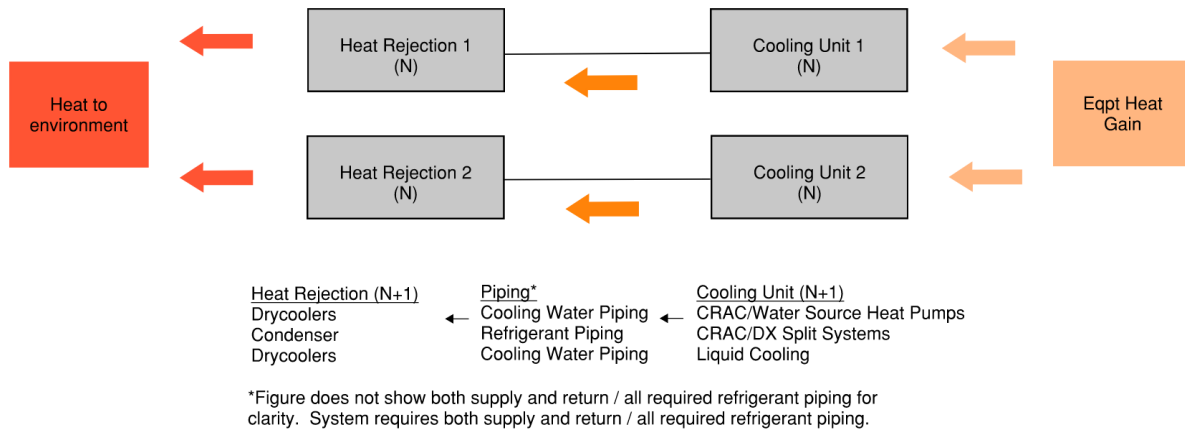 Heat Rejection 1
(N)
Cooling Unit 1
(N)
Heat to
environment
Eqpt Heat
Gain
Heat Rejection 2
(N)
Cooling Unit 2
(N)
Heat Rejection (N+1)
Drycoolers
Condenser
Drycoolers
Piping*
Cooling Water Piping
Refrigerant Piping
Cooling Water Piping
Cooling Unit (N+1)
CRAC/Water Source Heat Pumps
CRAC/DX Split Systems
Liquid Cooling
*Figure does not show both supply and return / all required refrigerant piping for
clarity.  System requires both supply and return / all required refrigerant piping.